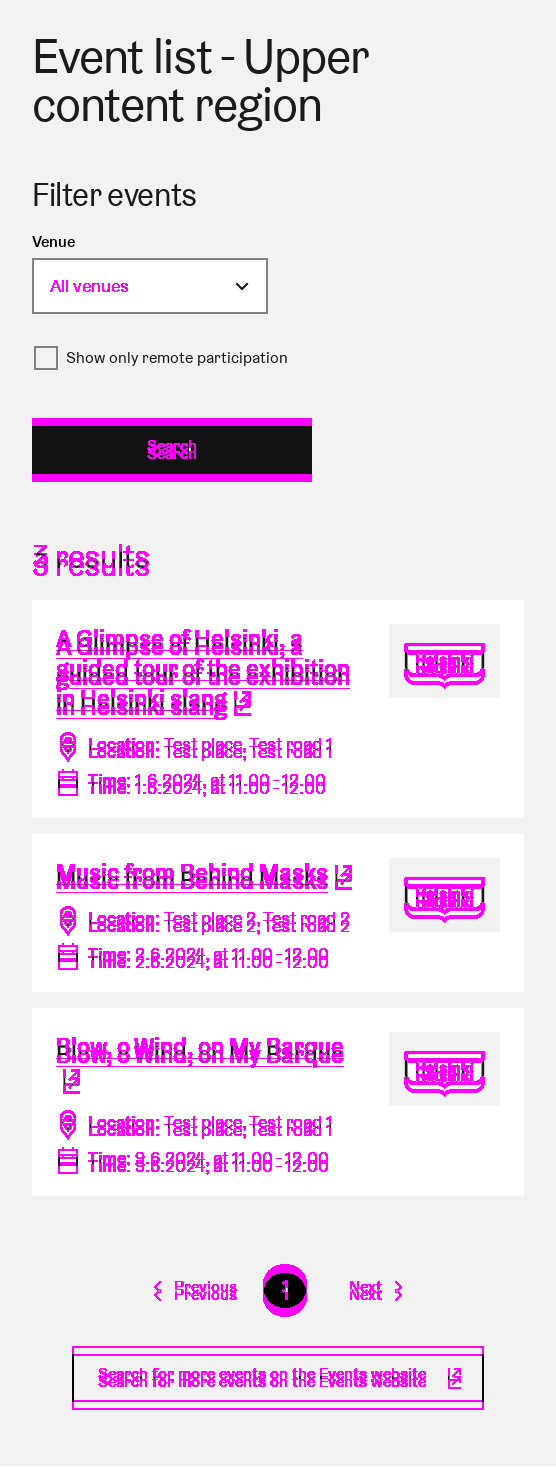 Event list - Upper
content region
Filter events
Venue
All venues
Show only remote participation
Search
3 results
A Glimpse of Helsinki, a
guided tour of the exhibition
in Helsinki slang
Helsinki
Location: Test place, Test road 1
Time: 1.6.2024, at 11.00 - 12.00
Music from Behind Masks
Helsinki
Location: Test place 2, Test road 2
Time: 2.6.2024, at 11.00 - 12.00
Blow, o Wind, on My Barque
Helsinki
Location: Test place, Test road 1
Time: 3.6.2024, at 11.00 - 12.00
Previous 1 Next
Search for more events on the Events website